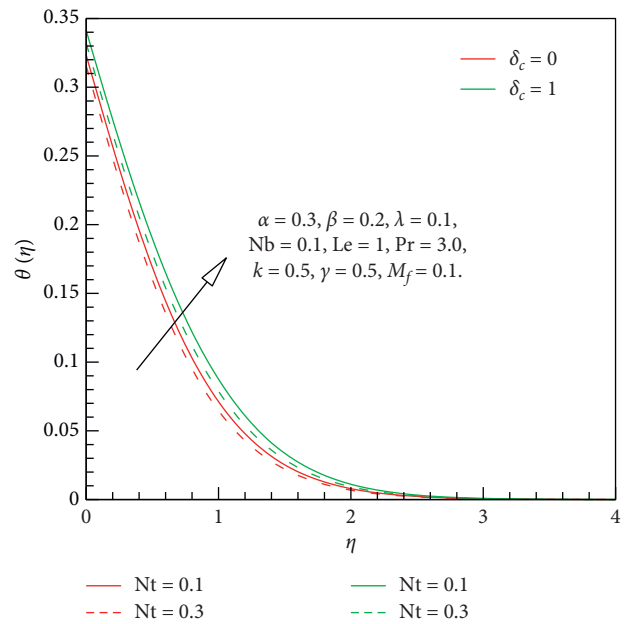 0.35
0.3
0.25
0.2
0.15
0.1
0.05
0
θ (η)
δc = 0
δc = 1
α = 0.3, β = 0.2, λ = 0.1,
Nb = 0.1, Le = 1, Pr = 3.0,
k = 0.5, γ = 0.5, Mf = 0.1.
0 1 2 3 4
η
Nt = 0.1 Nt = 0.1
Nt = 0.3 Nt = 0.3